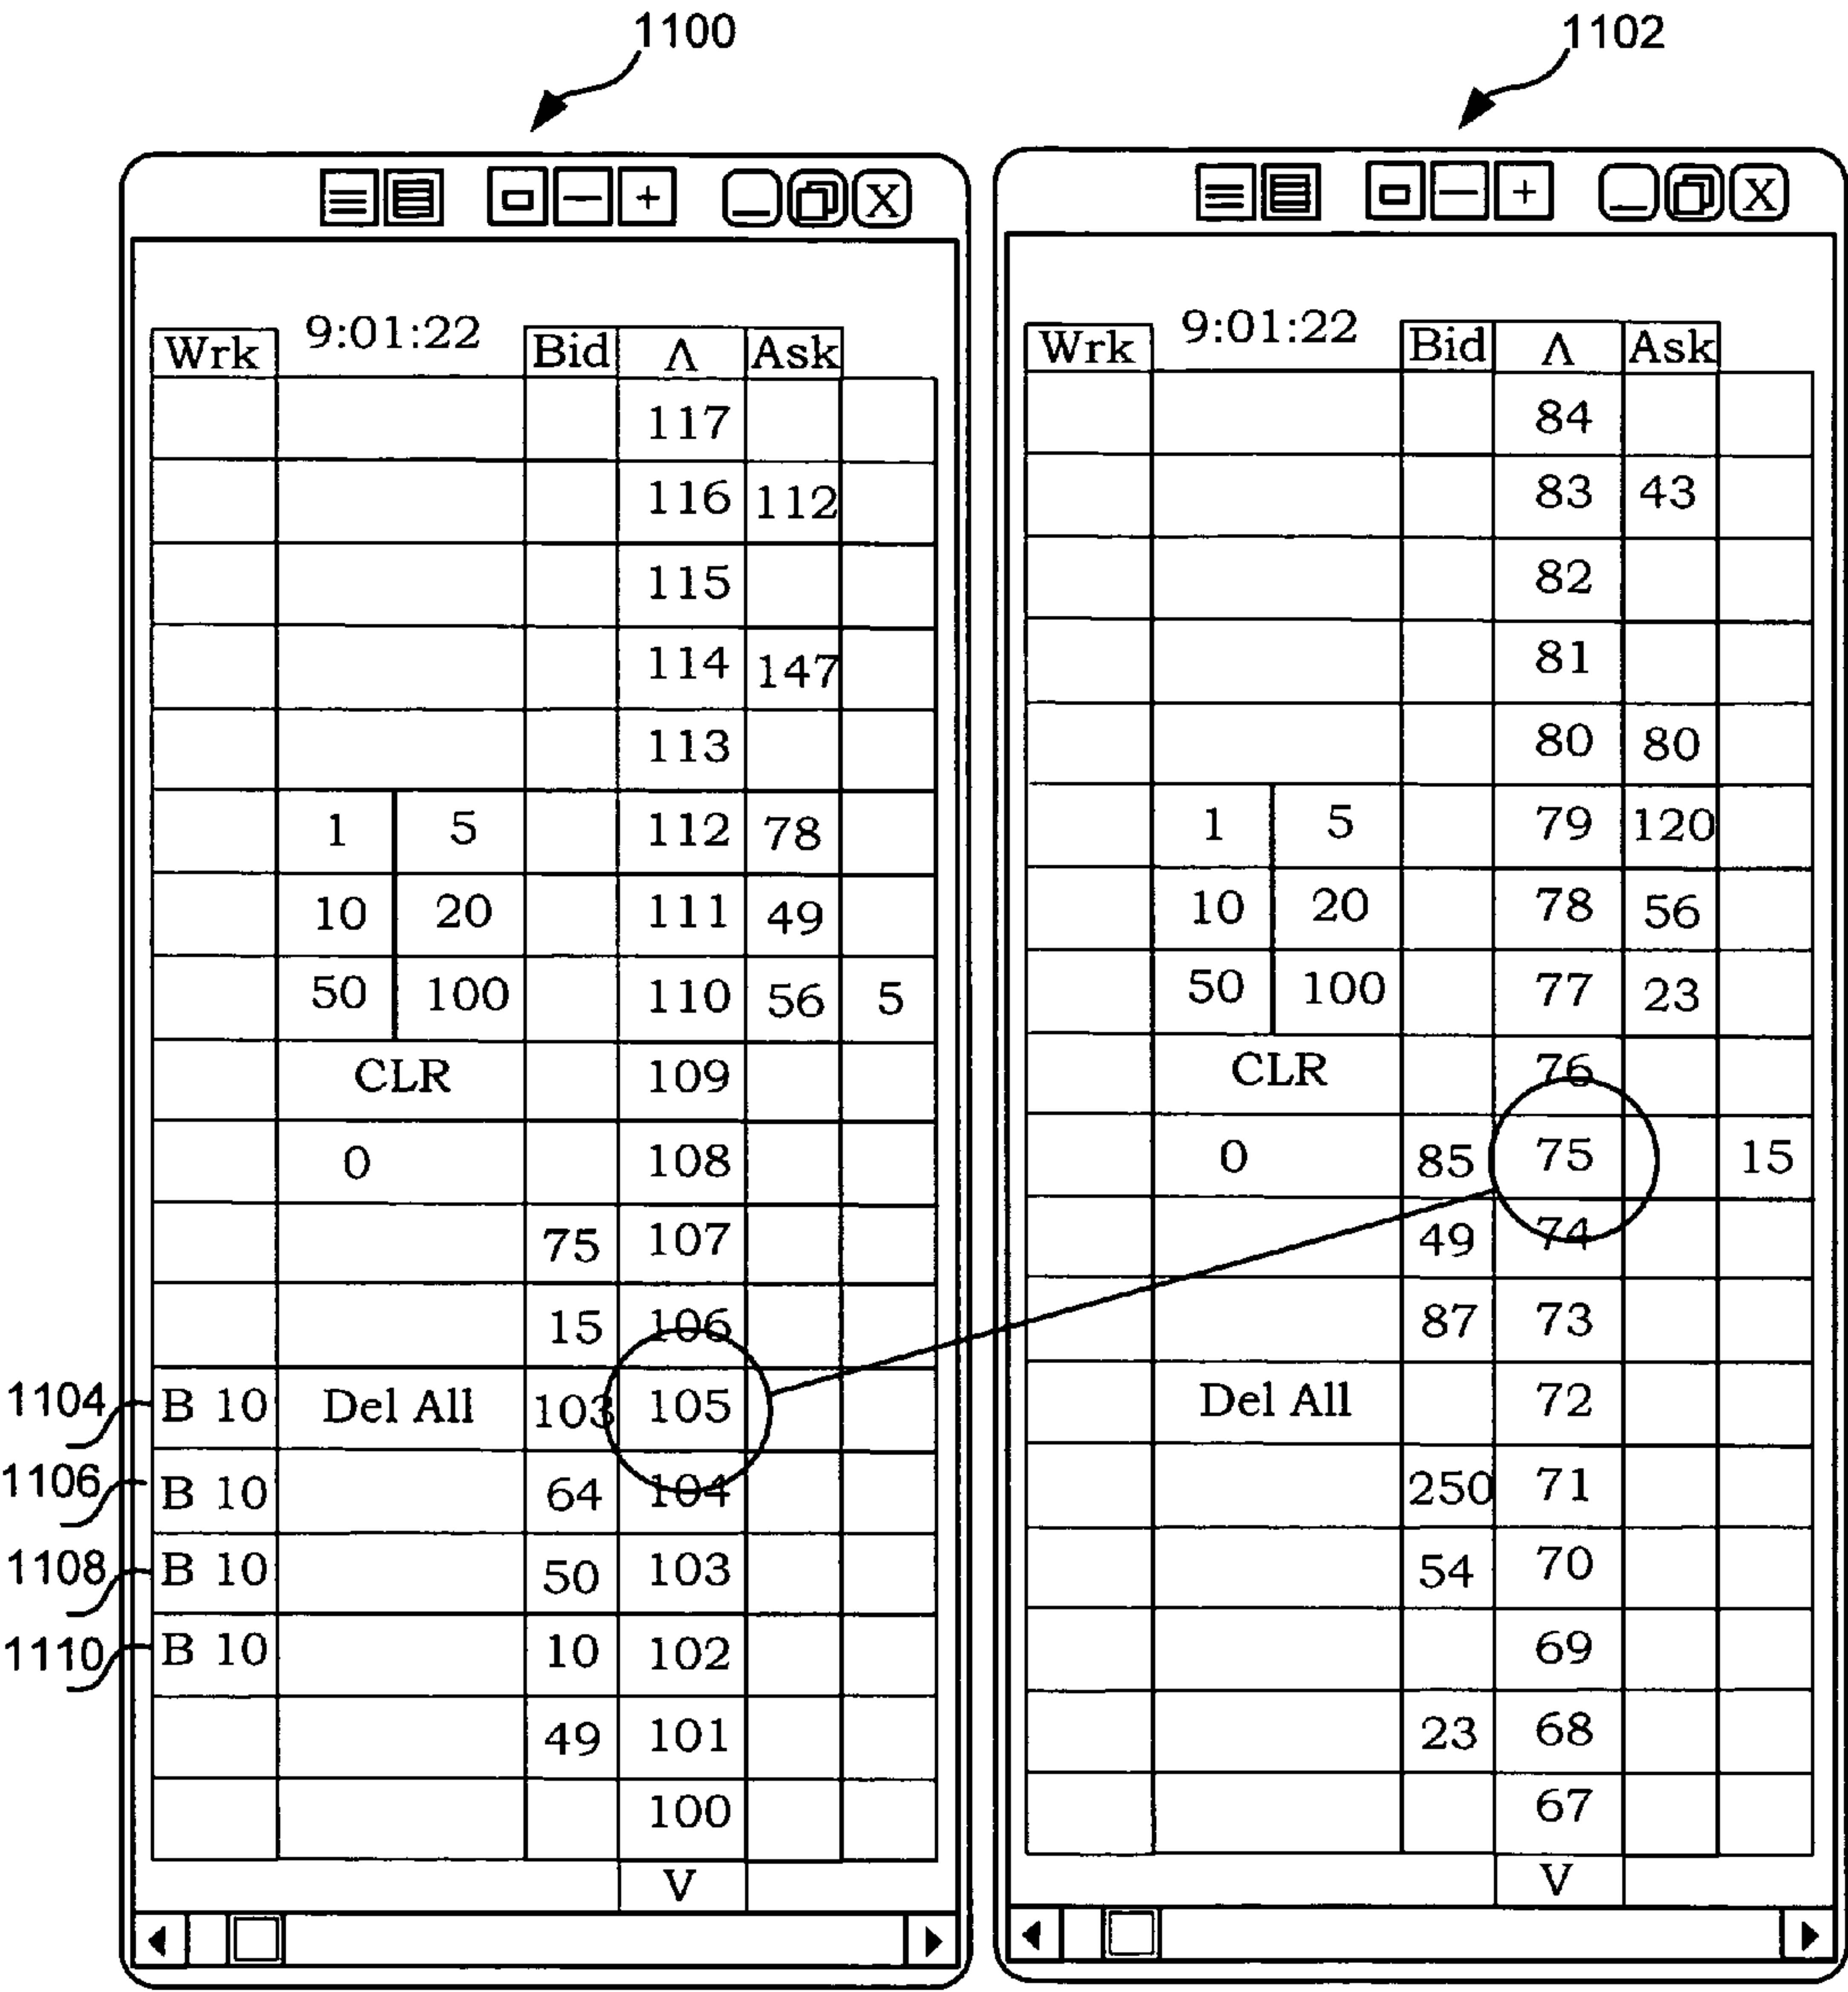 1100 1102
X X
Wrk 9:01:22 Bid Λ Ask Wrk 9:01:22 Bid Λ Ask
117 84
116 112 83 43
115 82
114 147 81
113 80 80
1 5 112 78 1 5 79 120
10 20 111 49 10 20 78 56
50 100 110 56 5 50 100 77 23
CLR 109 CLR 76
0 108 0 85 75 15
75 107 49 74
15 106 87 73
1104 B 10 Del All 103 105 Del All 72
1106 B 10 64 104 250 71
1108 B 10 50 103 54 70
1110 B 10 10 102 69
49 101 23 68
100 67
V V